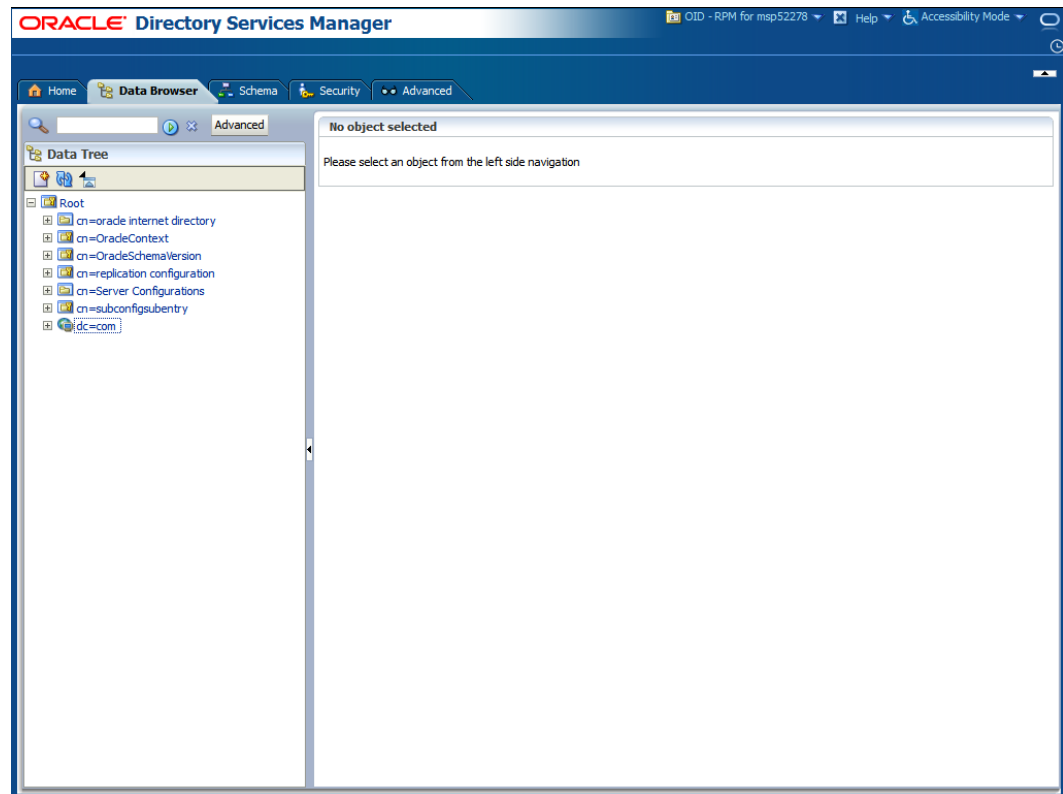 ORACLE Directory Services Manager
OID - RPM for msp52278 Help Accessibility Mode
Home Data Browser Schema Security Advanced
Advanced
Data Tree
Root
cn=oracle internet directory
cn=OracleContext
cn=OracleSchemaVersion
cn=replication configuration
cn=Server Configurations
cn=subconfigsubentry
dc=com
No object selected
Please select an object from the left side navigation